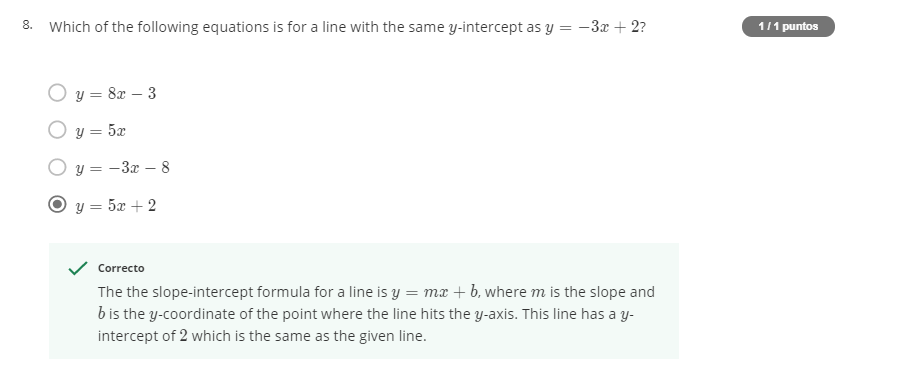 8. Which of the following equations is for a line with the same y-intercept as y = −3x + 2?
1 / 1 puntos
y = 8x − 3
y = 5x
y = −3x − 8
y = 5x + 2
Correcto
The the slope-intercept formula for a line is y = mx + b, where m is the slope and
b is the y-coordinate of the point where the line hits the y-axis. This line has a y-
intercept of 2 which is the same as the given line.